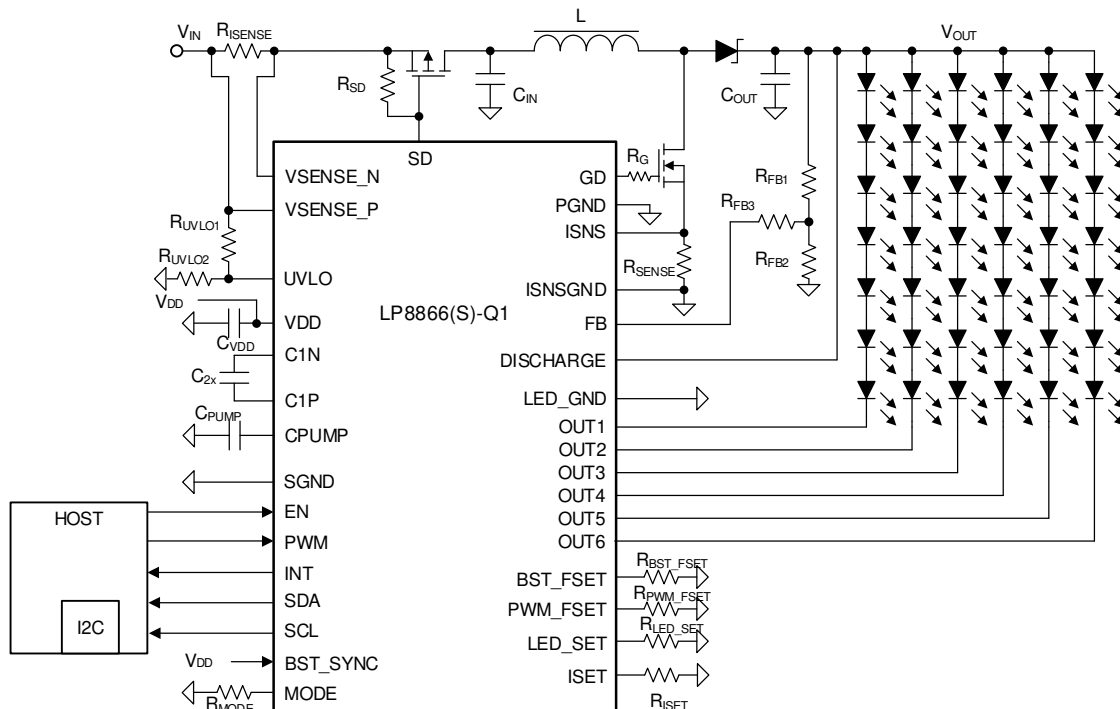 VIN
RISENSE
L
VOUT
RSD
CIN
COUT
SD
RG
GD
VSENSE_N
RFB1
PGND
RFB3
VSENSE_P
ISNS
RUVLO1
RFB2
RUVLO2
RSENSE
UVLO
ISNSGND
VDD
LP8866(S)-Q1
VDD
FB
CVDD
C1N
DISCHARGE
C2x
C1P
LED_GND
CPUMP
OUT1
CPUMP
OUT2
OUT3
SGND
OUT4
HOST
EN
OUT5
PWM
OUT6
RBST_FSET
INT
BST_FSET
RPWM_FSET
SDA
PWM_FSET
RLED_SET
I2C
SCL
LED_SET
VDD
BST_SYNC
ISET
MODE
RMODE
RISET